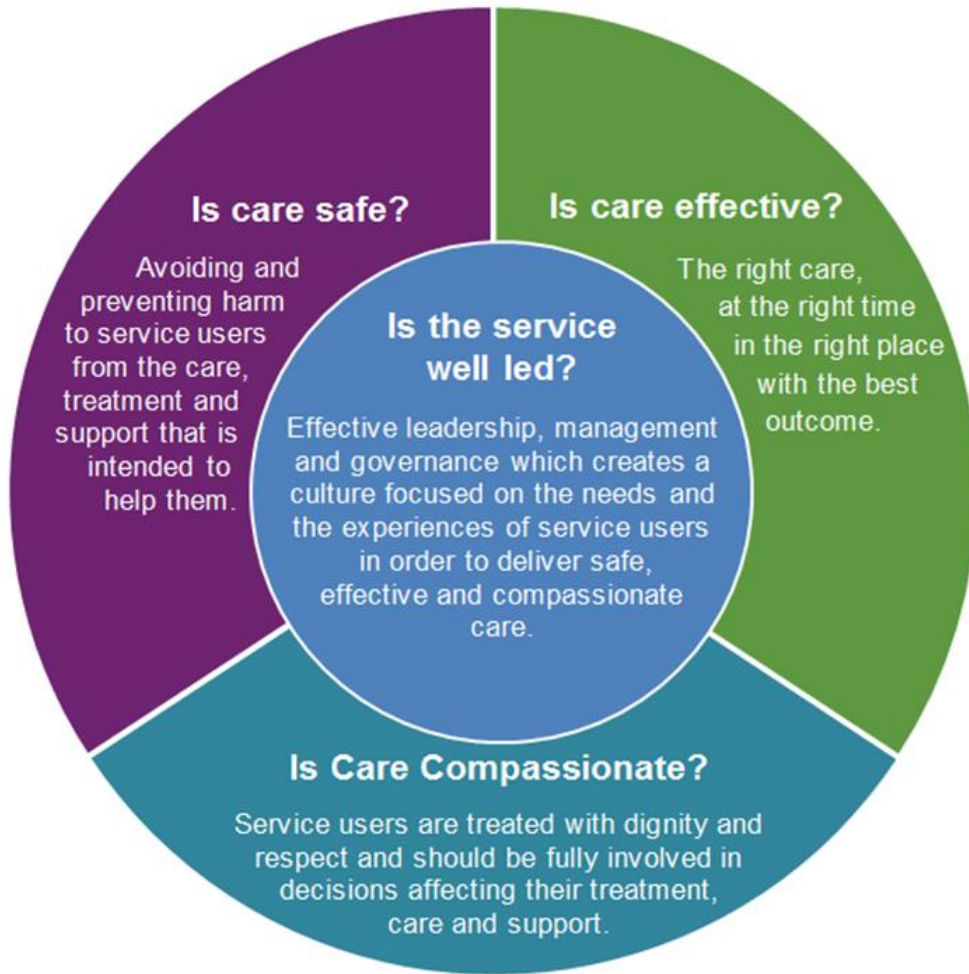 Is care safe?
Avoiding and
preventing harm
to service users
from the care,
treatment and
support that is
intended to
help them.
Is care effective?
The right care,
at the right time
in the right place
with the best
outcome.
Is the service
well led?
Effective leadership, management
and governance which creates a
culture focused on the needs and
the experiences of service users
in order to deliver safe,
effective and compassionate
care.
Is Care Compassionate?
Service users are treated with dignity and
respect and should be fully involved in
decisions affecting their treatment,
care and support.